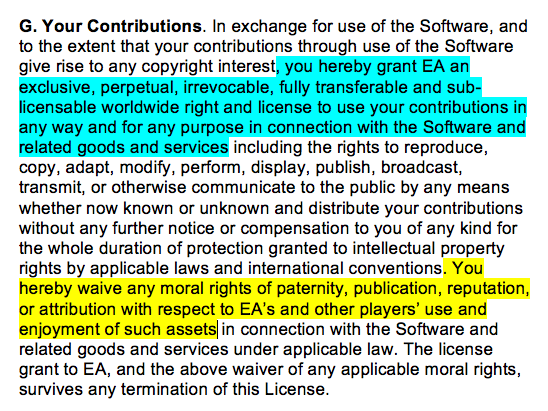 G. Your Contributions. In exchange for use of the Software, and
to the extent that your contributions through use of the Software
give rise to any copyright interest, you hereby grant EA an
exclusive, perpetual, irrevocable, fully transferable and sub-
licensable worldwide right and license to use your contributions in
any way and for any purpose in connection with the Software and
related goods and services including the rights to reproduce,
copy, adapt, modify, perform, display, publish, broadcast,
transmit, or otherwise communicate to the public by any means
whether now known or unknown and distribute your contributions
without any further notice or compensation to you of any kind for
the whole duration of protection granted to intellectual property
rights by applicable laws and international conventions. You
hereby waive any moral rights of paternity, publication, reputation,
or attribution with respect to EA's and other players' use and
enjoyment of such assets in connection with the Software and
related goods and services under applicable law. The license
grant to EA, and the above waiver of any applicable moral rights,
survives any termination of this License.